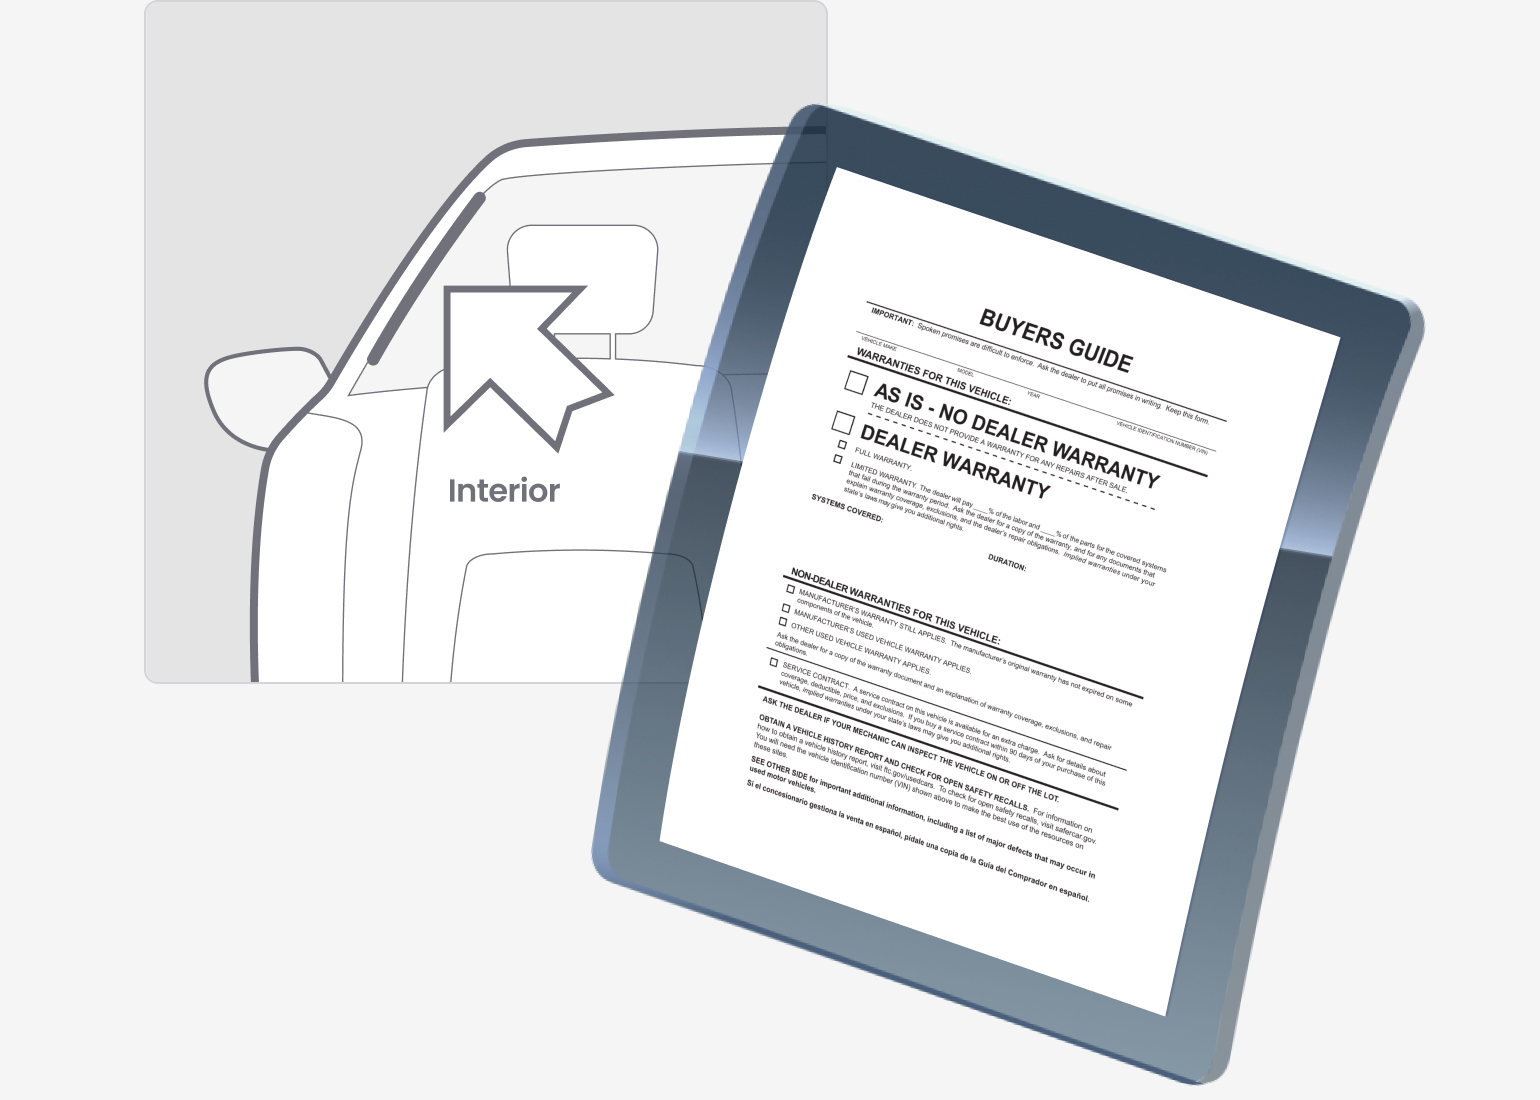 Interior
BUYERS GUIDE
IMPORTANT: Spoken promises are difficult to enforce. Ask the dealer to put all promises in writing. Keep this form.
VEHICLE MAKE MODEL YEAR VEHICLE IDENTIFICATION NUMBER (VIN)
WARRANTIES FOR THIS VEHICLE:
AS IS - NO DEALER WARRANTY
THE DEALER DOES NOT PROVIDE A WARRANTY FOR ANY REPAIRS AFTER SALE.
DEALER WARRANTY
FULL WARRANTY.
LIMITED WARRANTY. The dealer will pay ____% of the labor and ____% of the parts for the covered systems
that fail during the warranty period. Ask the dealer for a copy of the warranty, and for any documents that
explain warranty coverage, exclusions, and the dealer's repair obligations. Implied warranties under your
state's laws may give you additional rights.
SYSTEMS COVERED:
DURATION:
NON-DEALER WARRANTIES FOR THIS VEHICLE:
MANUFACTURER'S WARRANTY STILL APPLIES. The manufacturer's original warranty has not expired on some
components of the vehicle.
MANUFACTURER'S USED VEHICLE WARRANTY APPLIES.
OTHER USED VEHICLE WARRANTY APPLIES.
Ask the dealer for a copy of the warranty document and an explanation of warranty coverage, exclusions, and repair
obligations.
SERVICE CONTRACT. A service contract on this vehicle is available for an extra charge. Ask for details about
coverage, deductible, price, and exclusions. If you buy a service contract within 90 days of your purchase of this
vehicle, implied warranties under your state's laws may give you additional rights.
ASK THE DEALER IF YOUR MECHANIC CAN INSPECT THE VEHICLE ON OR OFF THE LOT.
OBTAIN A VEHICLE HISTORY REPORT AND CHECK FOR OPEN SAFETY RECALLS. For information on
how to obtain a vehicle history report, visit ftc.gov/usedcars. To check for open safety recalls, visit safercar.gov.
You will need the vehicle identification number (VIN) shown above to make the best use of the resources on
these sites.
SEE OTHER SIDE for important additional information, including a list of major defects that may occur in
used motor vehicles.
Si el concesionario gestiona la venta en español, pídale una copia de la Guía del Comprador en español.